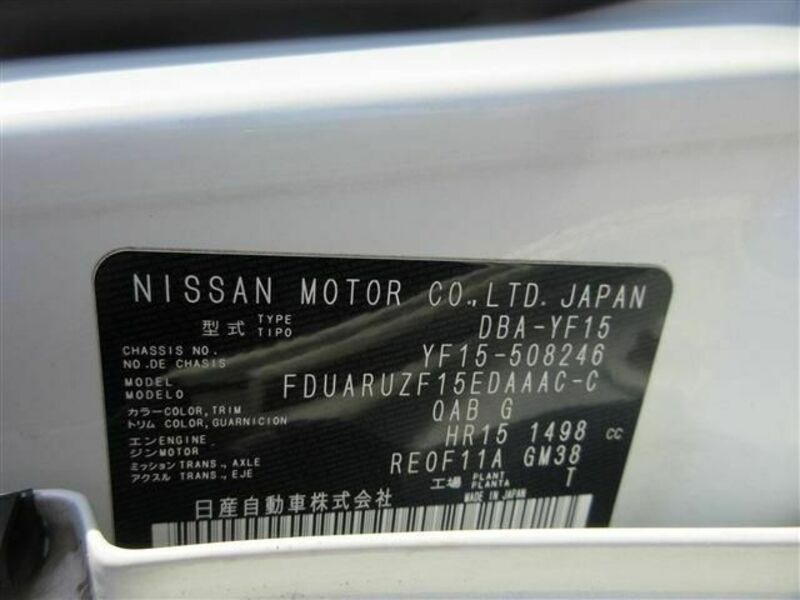 NISSAN MOTOR CO.,LTD. JAPAN
型式 TYPE TIPO DBA-YF15
CHASSIS NO. NO. DE CHASIS YF15-508246
MODEL MODELO FDUARUZF15EDAAAC-C
カラー COLOR, TRIM トリム COLOR, GUARNICION QAB G
エンジン ENGINE MOTOR HR15 1498 cc
ミッション TRANS., AXLE アクスル TRANS., EJE RE0F11A GM38
工場 PLANT PLANTA T
日産自動車株式会社 MADE IN JAPAN